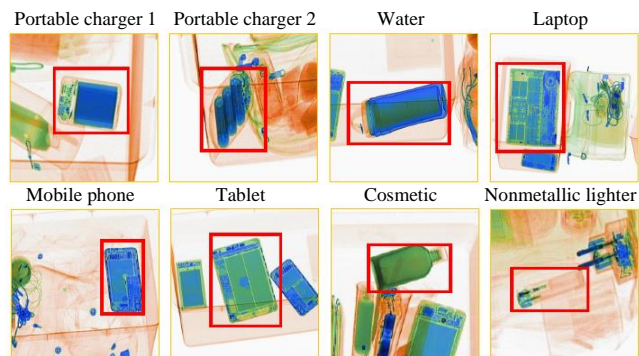 Portable charger 1
Portable charger 2
Water
Laptop
Mobile phone
Tablet
Cosmetic
Nonmetallic lighter